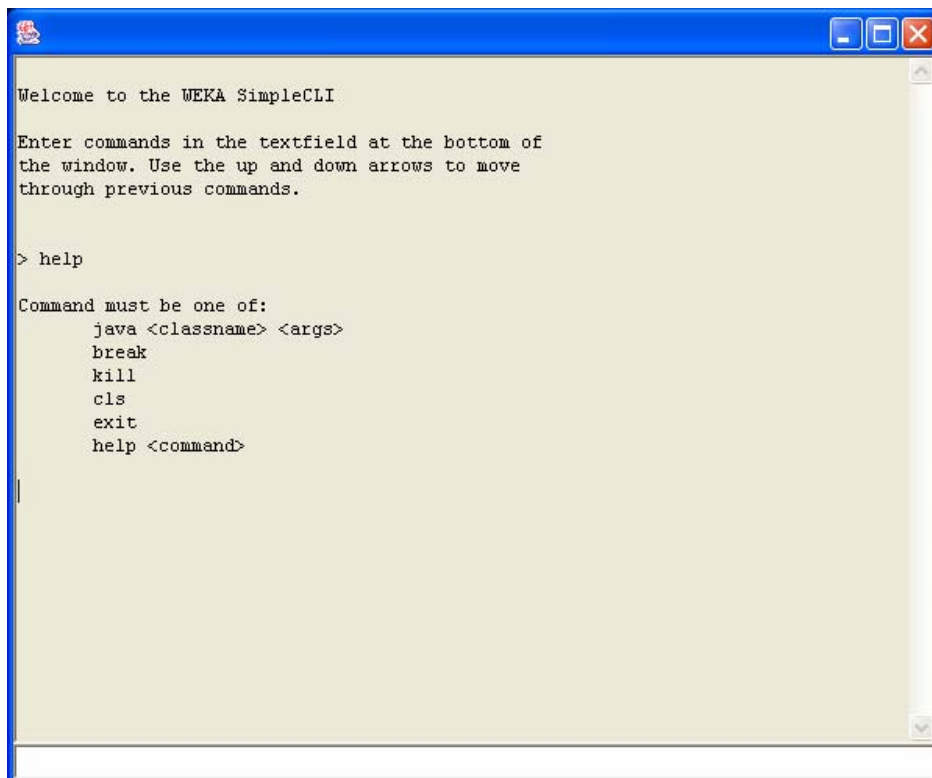 Welcome to the WEKA SimpleCLI
Enter commands in the textfield at the bottom of
the window. Use the up and down arrows to move
through previous commands.
> help
Command must be one of:
java <classname> <args>
break
kill
cls
exit
help <command>